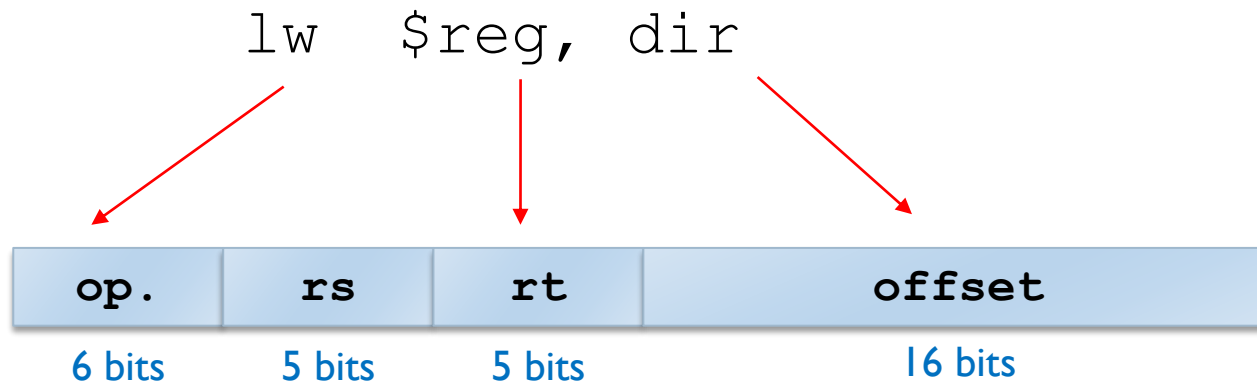 lw $reg, dir
op. rs rt offset
6 bits 5 bits 5 bits 16 bits